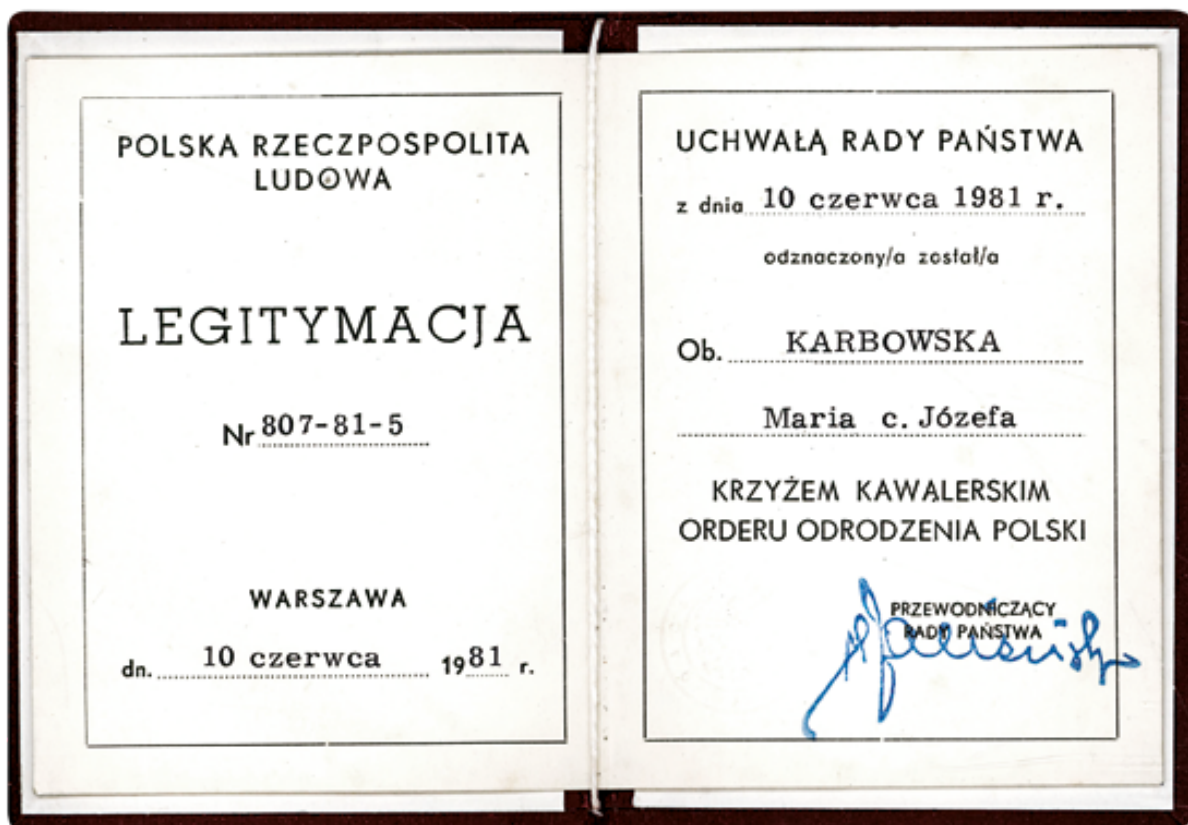 POLSKA RZECZPOSPOLITA
LUDOWA
LEGITYMACJA
Nr 807-81-5
WARSZAWA
dn. 10 czerwca 1981 r.
UCHWAŁĄ RADY PAŃSTWA
z dnia 10 czerwca 1981 r.
odznaczony/a został/a
Ob. KARBOWSKA
Maria c. Józefa
KRZYŻEM KAWALERSKIM
ORDERU ODRODZENIA POLSKI
PRZEWODNICZĄCY
RADY PAŃSTWA